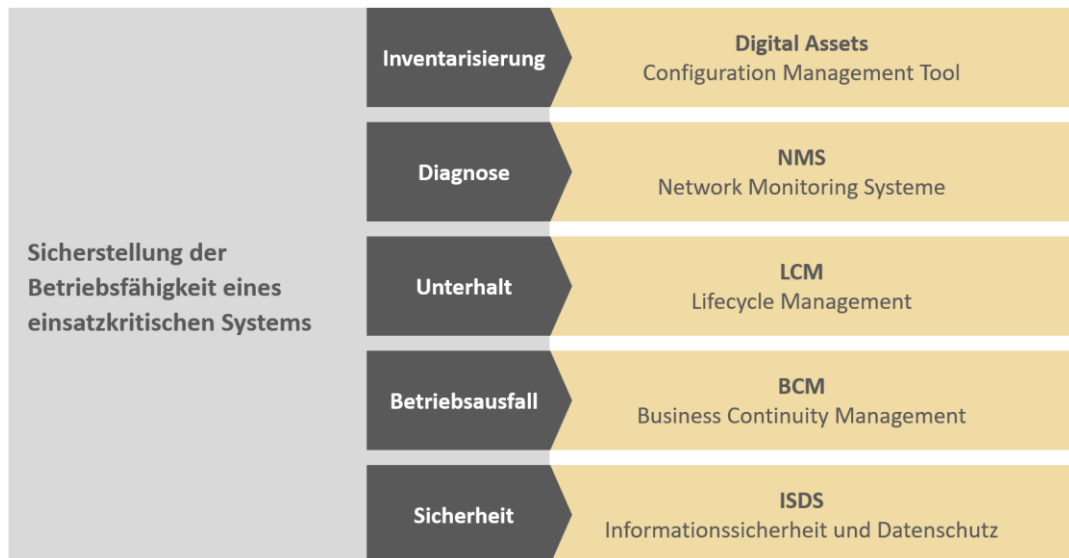 Sicherstellung der
Betriebsfähigkeit eines
einsatzkritischen Systems
Inventarisierung
Digital Assets
Configuration Management Tool
Diagnose
NMS
Network Monitoring Systeme
Unterhalt
LCM
Lifecycle Management
Betriebsausfall
BCM
Business Continuity Management
Sicherheit
ISDS
Informationssicherheit und Datenschutz